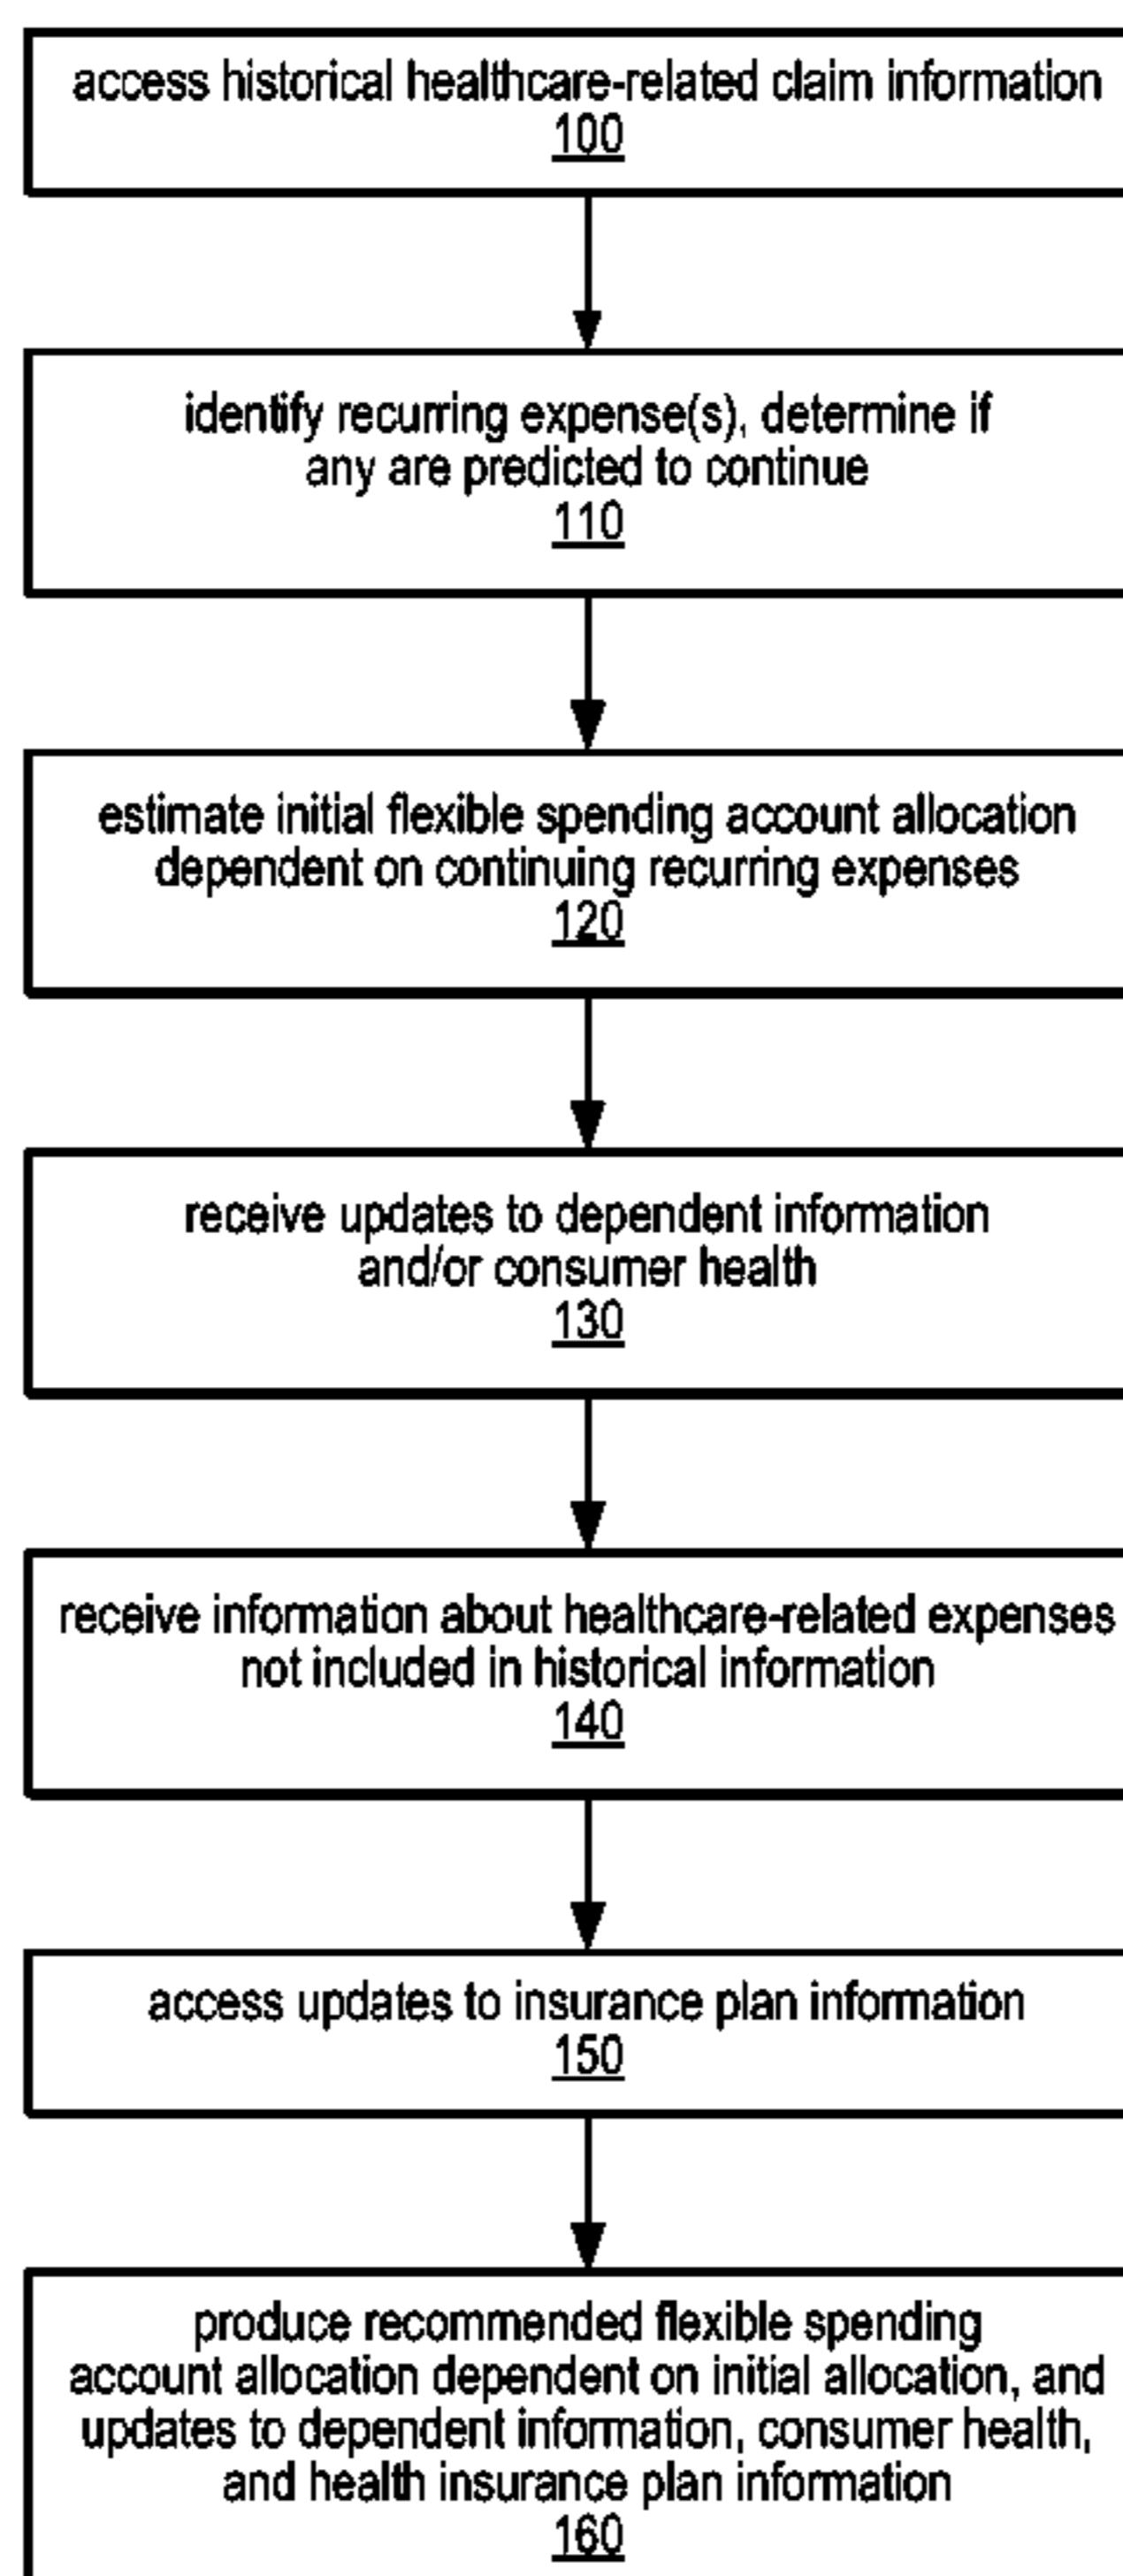 access historical healthcare-related claim information
100
identify recurring expense(s), determine if
any are predicted to continue
110
estimate initial flexible spending account allocation
dependent on continuing recurring expenses
120
receive updates to dependent information
and/or consumer health
130
receive information about healthcare-related expenses
not included in historical information
140
access updates to insurance plan information
150
produce recommended flexible spending
account allocation dependent on initial allocation, and
updates to dependent information, consumer health,
and health insurance plan information
160